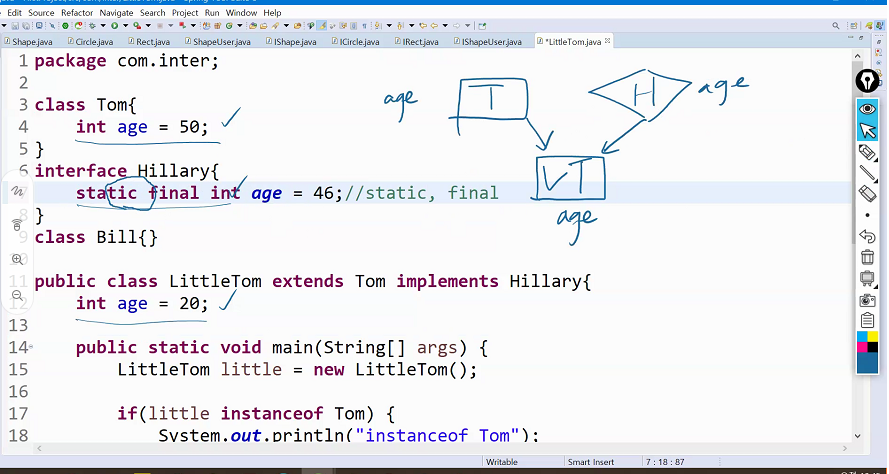 Edit Source Refactor Navigate Search Project Run Window Help
Shape.java Circle.java Rect.java ShapeUser.java IShape.java ICircle.java IRect.java IShapeUser.java *LittleTom.java
1 package com.inter;
2
3 class Tom{
4 int age = 50;
5 }
6 interface Hillary{
static final int age = 46;//static, final
8 }
9 class Bill{}
11 public class LittleTom extends Tom implements Hillary{
12 int age = 20;
13
14 public static void main(String[] args) {
15 LittleTom little = new LittleTom();
16
17 if(little instanceof Tom) {
18 System.out.println("instanceof Tom");
age T H age
LT
age
Writable Smart Insert 7 : 18 : 87